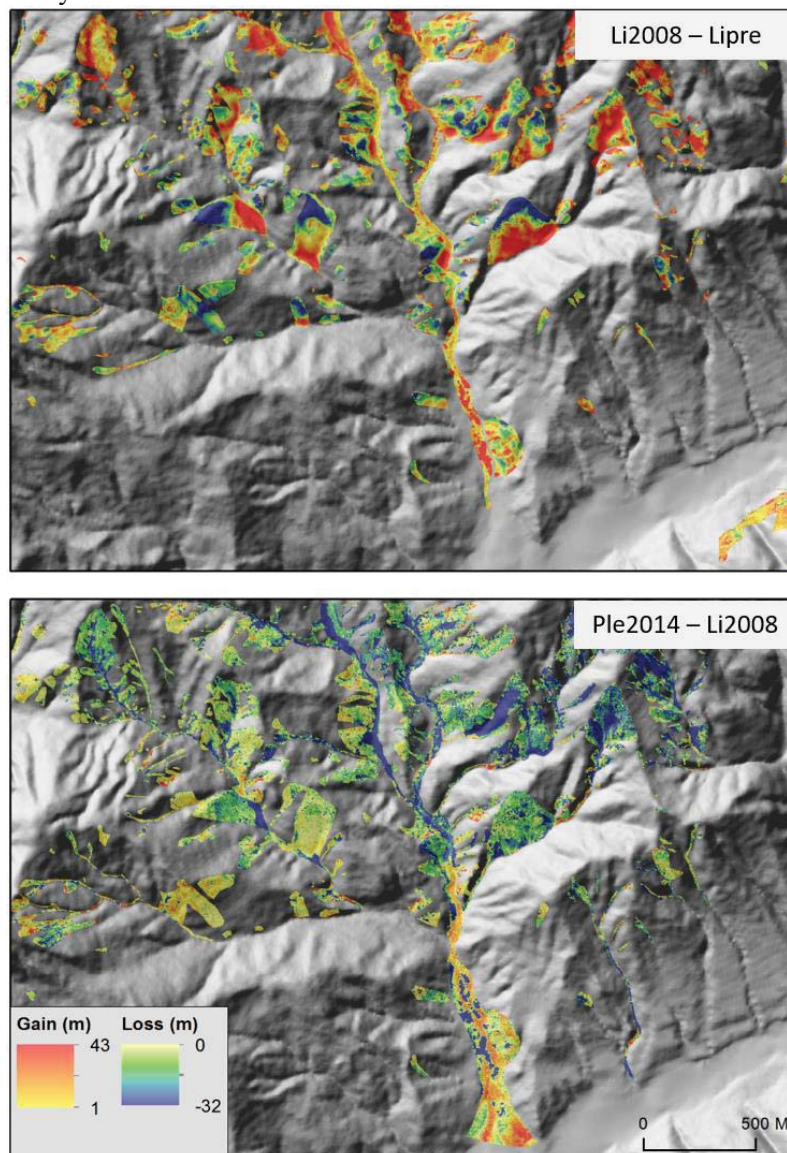 Li2008 – Lipre
Ple2014 – Li2008
Gain (m) Loss (m)
43 0
1 -32
0 500 M